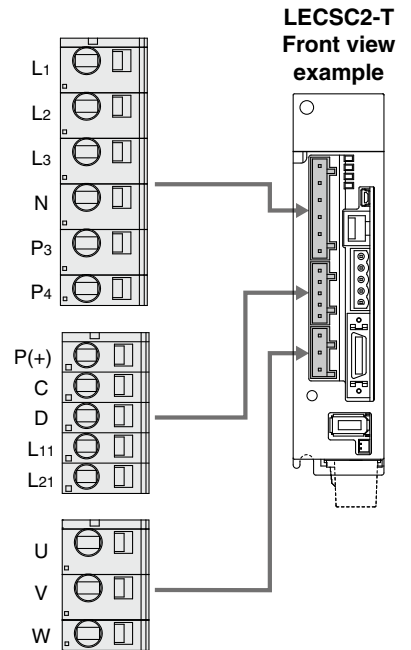 LECSC2-T
Front view
example
L1
L2
L3
N
P3
P4
P(+)
C
D
L11
L21
U
V
W